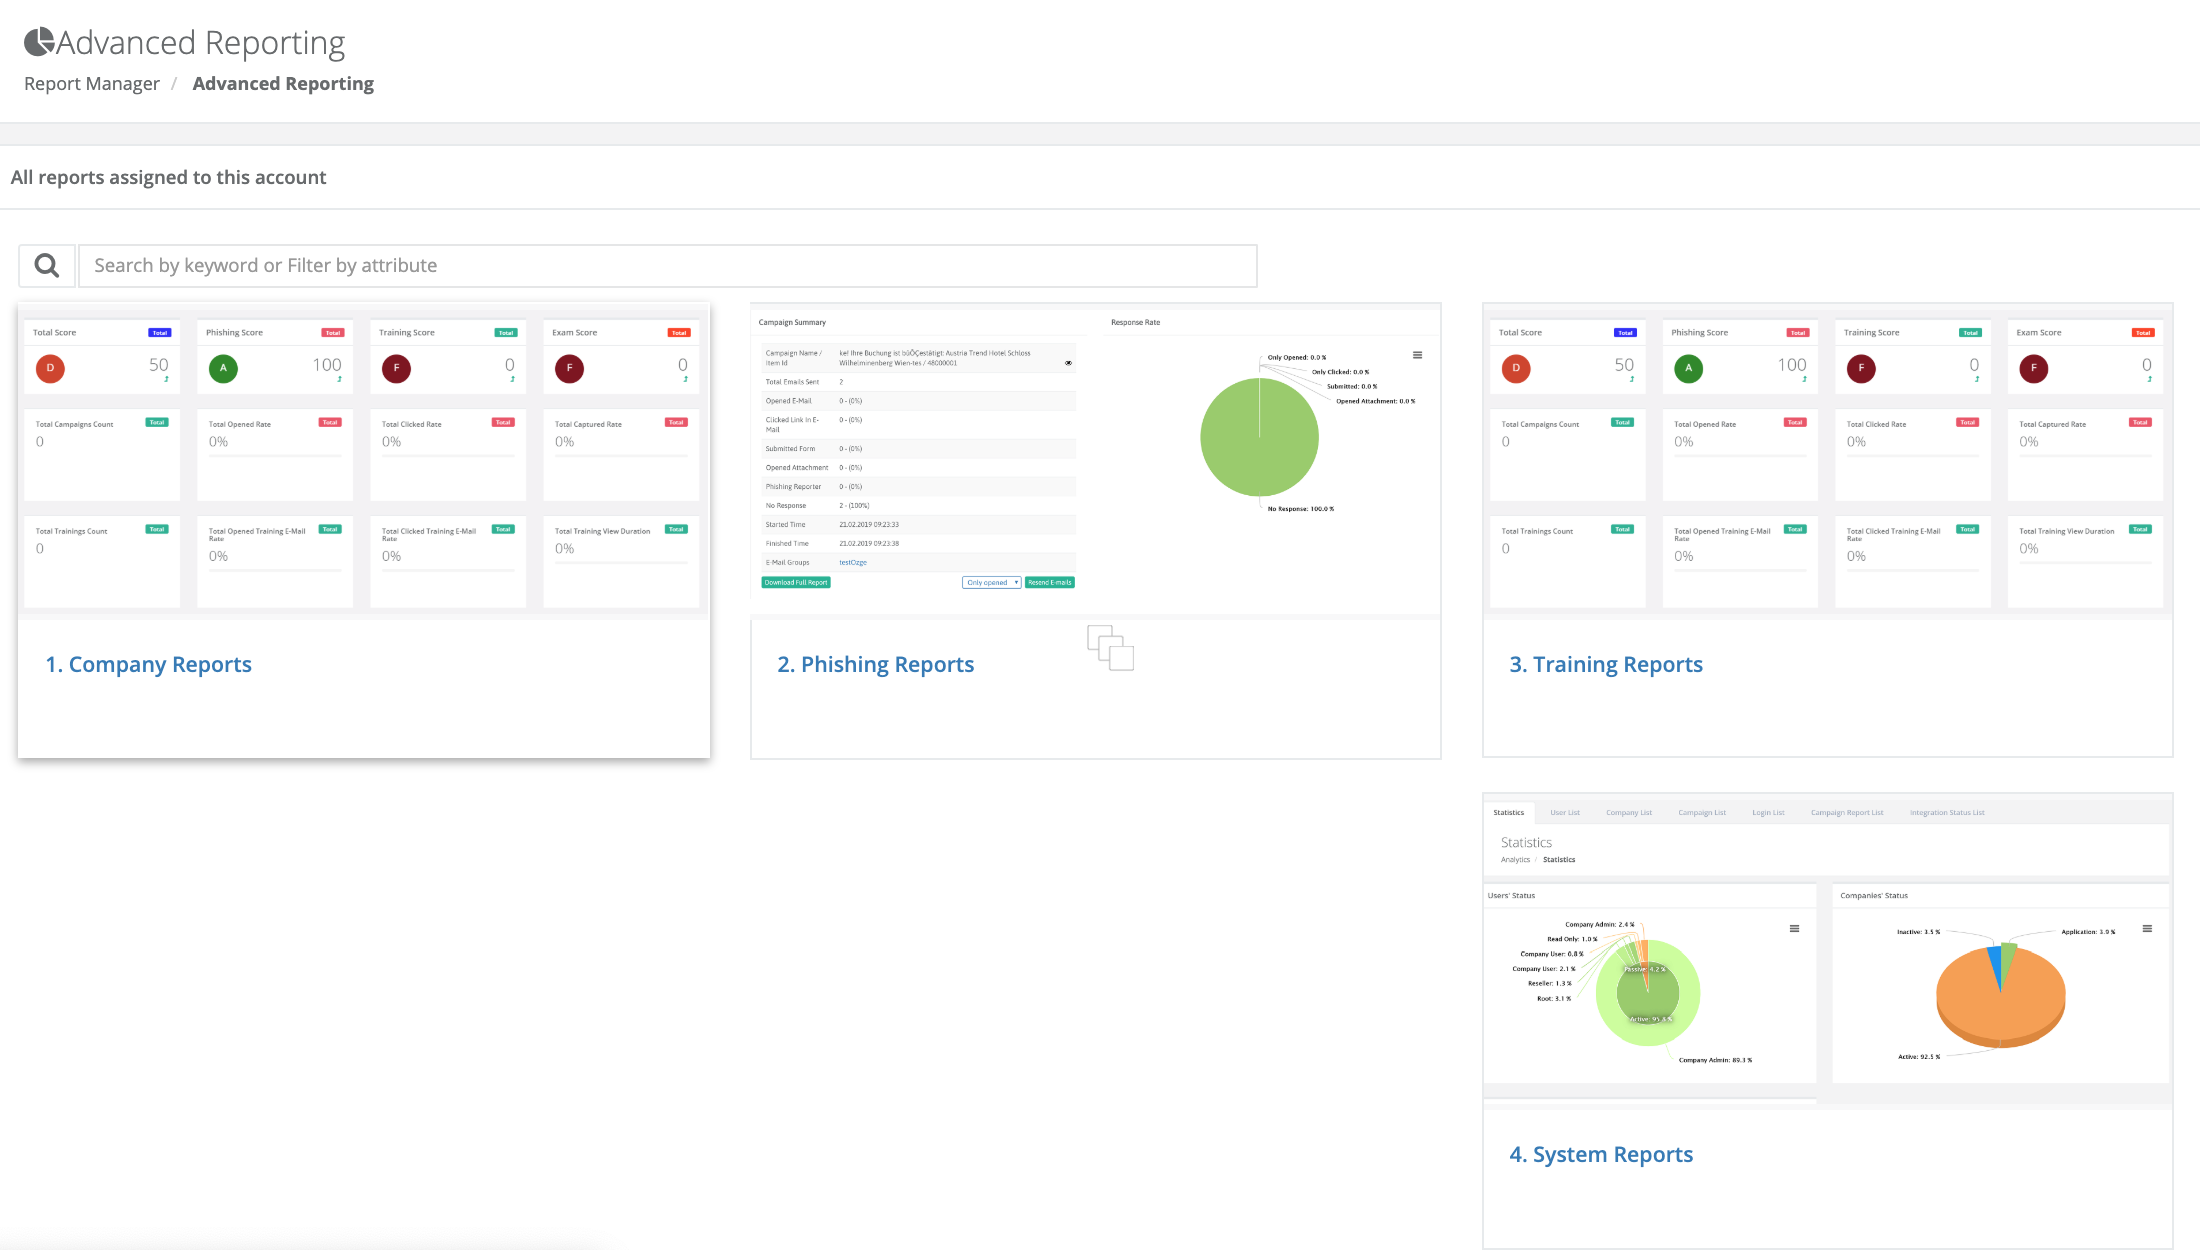 Advanced Reporting
Report Manager / Advanced Reporting
All reports assigned to this account
Search by keyword or Filter by attribute
Total Score Total
D 50
Phishing Score Total
A 100
Training Score Total
F 0
Exam Score Total
F 0
Total Campaigns Count Total
0
Total Opened Rate Total
0%
Total Clicked Rate Total
0%
Total Captured Rate Total
0%
Total Trainings Count Total
0
Total Opened Training E-Mail Total
Rate
0%
Total Clicked Training E-Mail Total
Rate
0%
Total Training View Duration Total
0%
1. Company Reports
Campaign Summary
Campaign Name / kel Ihre Buchung ist büÕÇestätigt: Austria Trend Hotel Schloss
Item Id Wilhelminenberg Wien-tes / 48000001
Total Emails Sent 2
Opened E-Mail 0 - (0%)
Clicked Link In E- 0 - (0%)
Mail
Submitted Form 0 - (0%)
Opened Attachment 0 - (0%)
Phishing Reporter 0 - (0%)
No Response 2 - (100%)
Started Time 21.02.2019 09:23:33
Finished Time 21.02.2019 09:23:38
E-Mail Groups testOzge
Download Full Report Only opened Resend E-mails
Response Rate
Only Opened: 0.0 %
Only Clicked: 0.0 %
Submitted: 0.0 %
Opened Attachment: 0.0 %
No Response: 100.0 %
2. Phishing Reports
Total Score Total
D 50
Phishing Score Total
A 100
Training Score Total
F 0
Exam Score Total
F 0
Total Campaigns Count Total
0
Total Opened Rate Total
0%
Total Clicked Rate Total
0%
Total Captured Rate Total
0%
Total Trainings Count Total
0
Total Opened Training E-Mail Total
Rate
0%
Total Clicked Training E-Mail Total
Rate
0%
Total Training View Duration Total
0%
3. Training Reports
Statistics User List Company List Campaign List Login List Campaign Report List Integration Status List
Statistics
Analytics / Statistics
Users' Status
Company Admin: 2.4 %
Read Only: 1.0 %
Company User: 0.8 %
Company User: 2.1 %
Reseller: 1.3 %
Root: 3.1 %
Passive: 4.2 %
Active: 95.8 %
Company Admin: 89.3 %
Companies' Status
Inactive: 3.5 %
Application: 3.9 %
Active: 92.5 %
4. System Reports